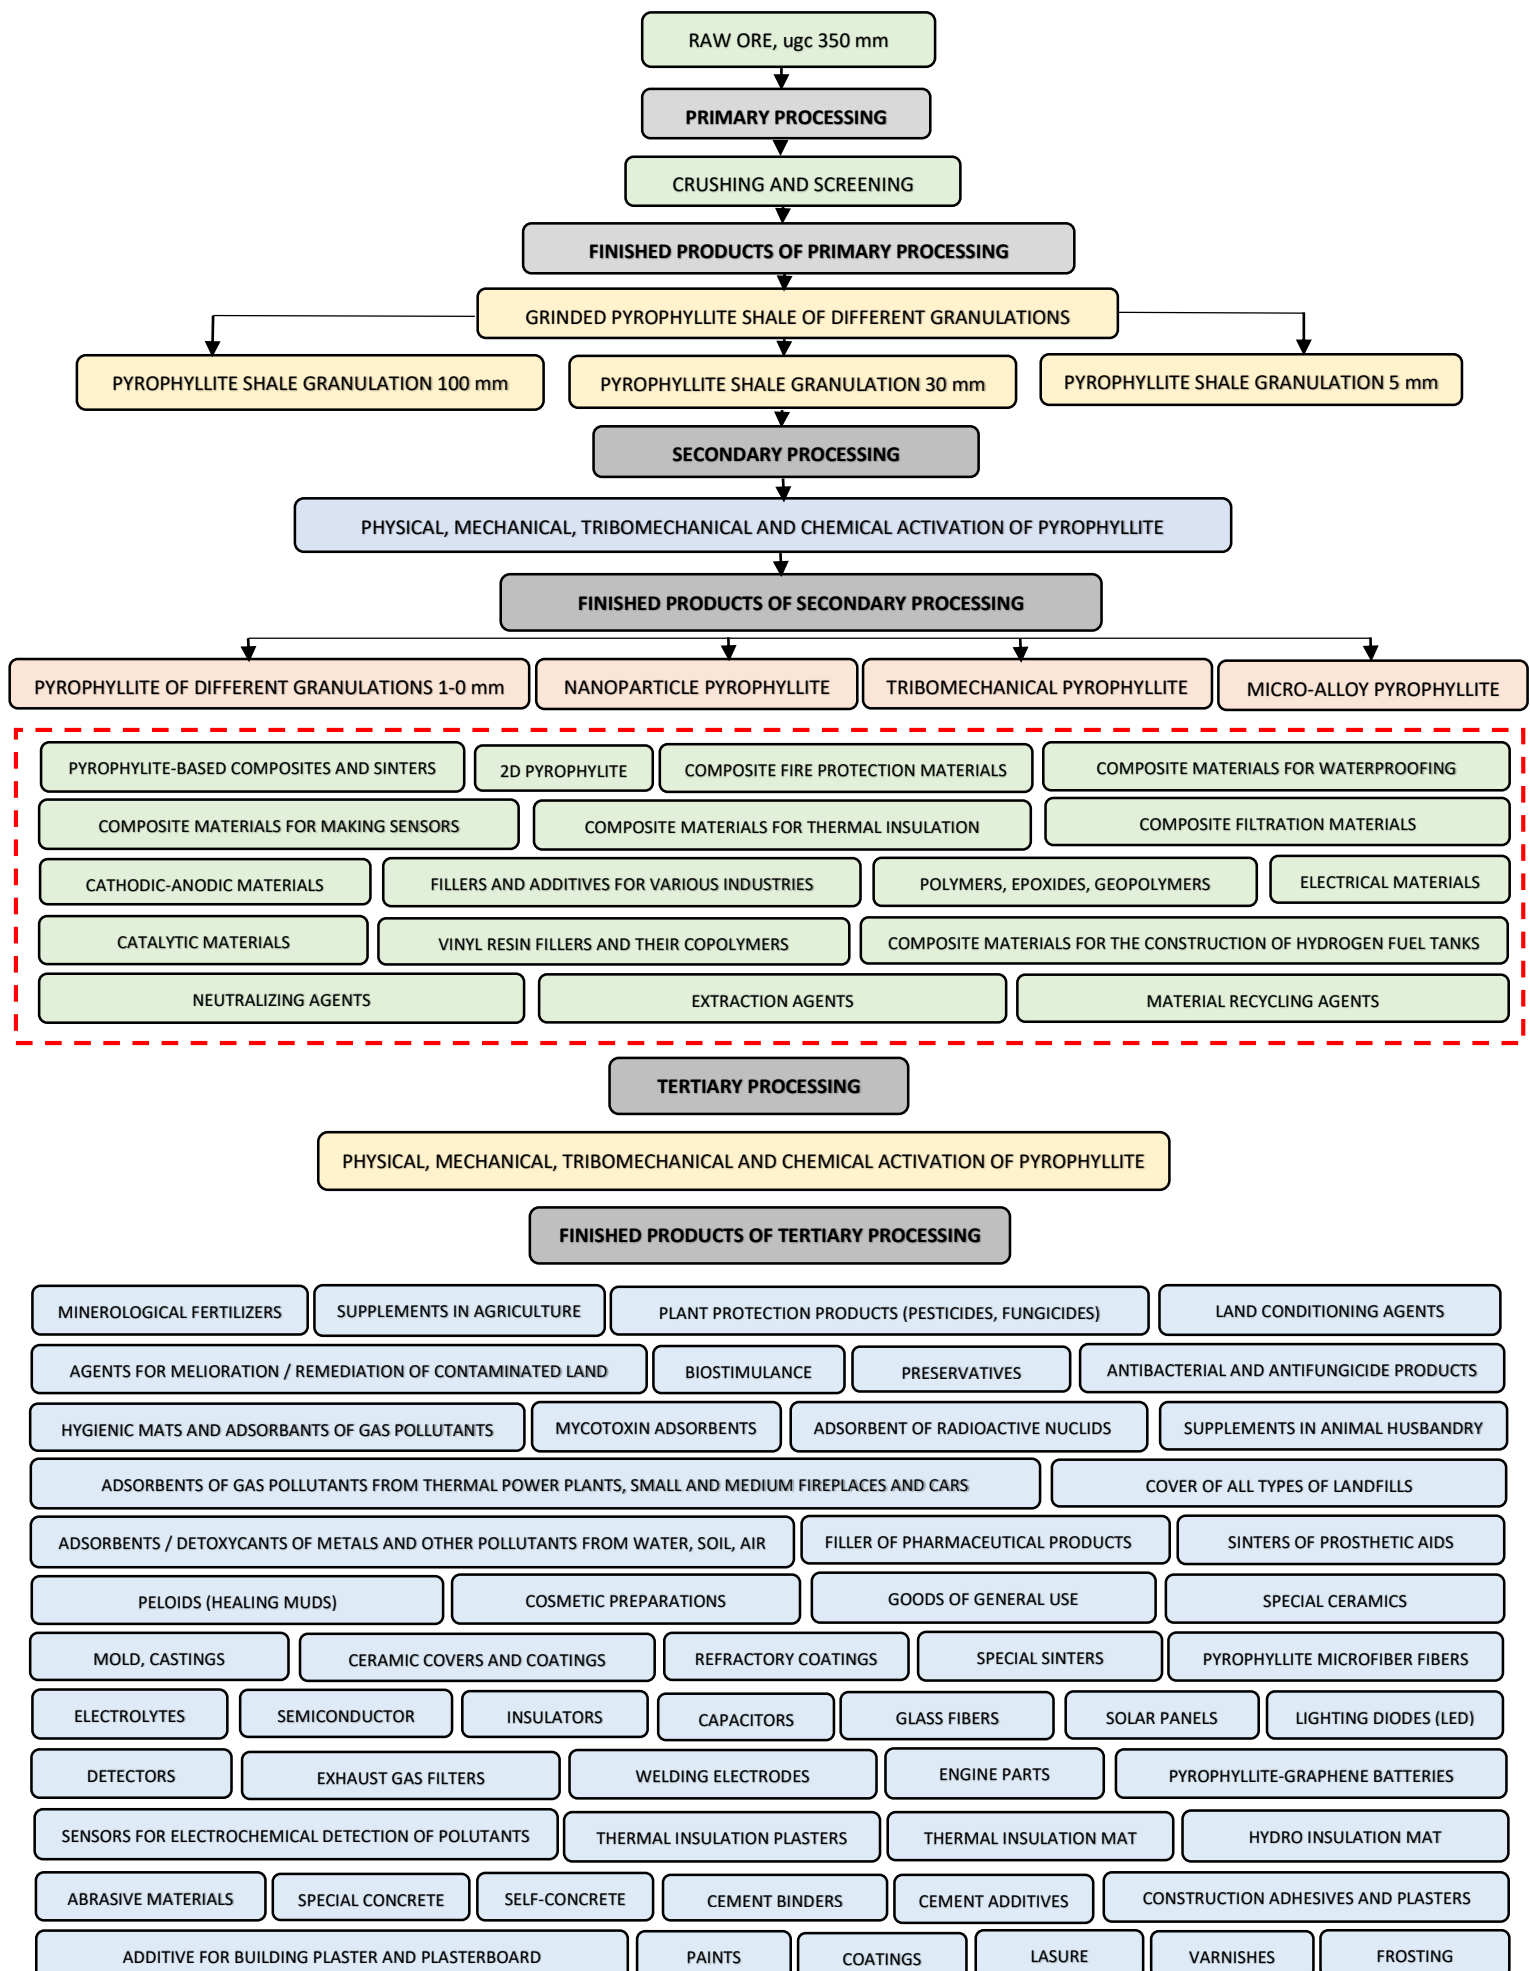 RAW ORE, ugc 350 mm
PRIMARY PROCESSING
CRUSHING AND SCREENING
FINISHED PRODUCTS OF PRIMARY PROCESSING
GRINDED PYROPHYLLITE SHALE OF DIFFERENT GRANULATIONS
PYROPHYLLITE SHALE GRANULATION 100 mm
PYROPHYLLITE SHALE GRANULATION 30 mm
PYROPHYLLITE SHALE GRANULATION 5 mm
SECONDARY PROCESSING
PHYSICAL, MECHANICAL, TRIBOMECHANICAL AND CHEMICAL ACTIVATION OF PYROPHYLLITE
FINISHED PRODUCTS OF SECONDARY PROCESSING
PYROPHYLLITE OF DIFFERENT GRANULATIONS 1-0 mm
NANOPARTICLE PYROPHYLLITE
TRIBOMECHANICAL PYROPHYLLITE
MICRO-ALLOY PYROPHYLLITE
PYROPHYLITE-BASED COMPOSITES AND SINTERS
2D PYROPHYLITE
COMPOSITE FIRE PROTECTION MATERIALS
COMPOSITE MATERIALS FOR WATERPROOFING
COMPOSITE MATERIALS FOR MAKING SENSORS
COMPOSITE MATERIALS FOR THERMAL INSULATION
COMPOSITE FILTRATION MATERIALS
CATHODIC-ANODIC MATERIALS
FILLERS AND ADDITIVES FOR VARIOUS INDUSTRIES
POLYMERS, EPOXIDES, GEOPOLYMERS
ELECTRICAL MATERIALS
CATALYTIC MATERIALS
VINYL RESIN FILLERS AND THEIR COPOLYMERS
COMPOSITE MATERIALS FOR THE CONSTRUCTION OF HYDROGEN FUEL TANKS
NEUTRALIZING AGENTS
EXTRACTION AGENTS
MATERIAL RECYCLING AGENTS
TERTIARY PROCESSING
PHYSICAL, MECHANICAL, TRIBOMECHANICAL AND CHEMICAL ACTIVATION OF PYROPHYLLITE
FINISHED PRODUCTS OF TERTIARY PROCESSING
MINEROLOGICAL FERTILIZERS
SUPPLEMENTS IN AGRICULTURE
PLANT PROTECTION PRODUCTS (PESTICIDES, FUNGICIDES)
LAND CONDITIONING AGENTS
AGENTS FOR MELIORATION / REMEDIATION OF CONTAMINATED LAND
BIOSTIMULANCE
PRESERVATIVES
ANTIBACTERIAL AND ANTIFUNGICIDE PRODUCTS
HYGIENIC MATS AND ADSORBANTS OF GAS POLLUTANTS
MYCOTOXIN ADSORBENTS
ADSORBENT OF RADIOACTIVE NUCLIDS
SUPPLEMENTS IN ANIMAL HUSBANDRY
ADSORBENTS OF GAS POLLUTANTS FROM THERMAL POWER PLANTS, SMALL AND MEDIUM FIREPLACES AND CARS
COVER OF ALL TYPES OF LANDFILLS
ADSORBENTS / DETOXYCANTS OF METALS AND OTHER POLLUTANTS FROM WATER, SOIL, AIR
FILLER OF PHARMACEUTICAL PRODUCTS
SINTERS OF PROSTHETIC AIDS
PELOIDS (HEALING MUDS)
COSMETIC PREPARATIONS
GOODS OF GENERAL USE
SPECIAL CERAMICS
MOLD, CASTINGS
CERAMIC COVERS AND COATINGS
REFRACTORY COATINGS
SPECIAL SINTERS
PYROPHYLLITE MICROFIBER FIBERS
ELECTROLYTES
SEMICONDUCTOR
INSULATORS
CAPACITORS
GLASS FIBERS
SOLAR PANELS
LIGHTING DIODES (LED)
DETECTORS
EXHAUST GAS FILTERS
WELDING ELECTRODES
ENGINE PARTS
PYROPHYLLITE-GRAPHENE BATTERIES
SENSORS FOR ELECTROCHEMICAL DETECTION OF POLUTANTS
THERMAL INSULATION PLASTERS
THERMAL INSULATION MAT
HYDRO INSULATION MAT
ABRASIVE MATERIALS
SPECIAL CONCRETE
SELF-CONCRETE
CEMENT BINDERS
CEMENT ADDITIVES
CONSTRUCTION ADHESIVES AND PLASTERS
ADDITIVE FOR BUILDING PLASTER AND PLASTERBOARD
PAINTS
COATINGS
LASURE
VARNISHES
FROSTING